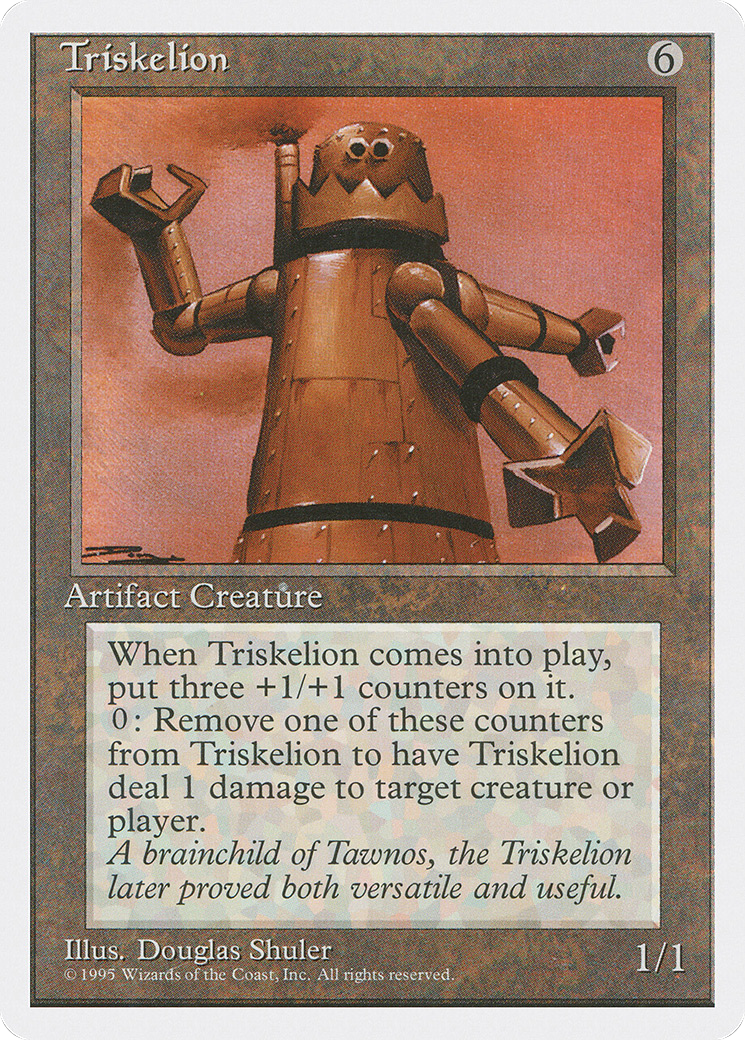 Triskelion 6
Artifact Creature
When Triskelion comes into play,
put three +1/+1 counters on it.
0: Remove one of these counters
from Triskelion to have Triskelion
deal 1 damage to target creature or
player.
A brainchild of Tawnos, the Triskelion
later proved both versatile and useful.
Illus. Douglas Shuler
© 1995 Wizards of the Coast, Inc. All rights reserved.
1/1